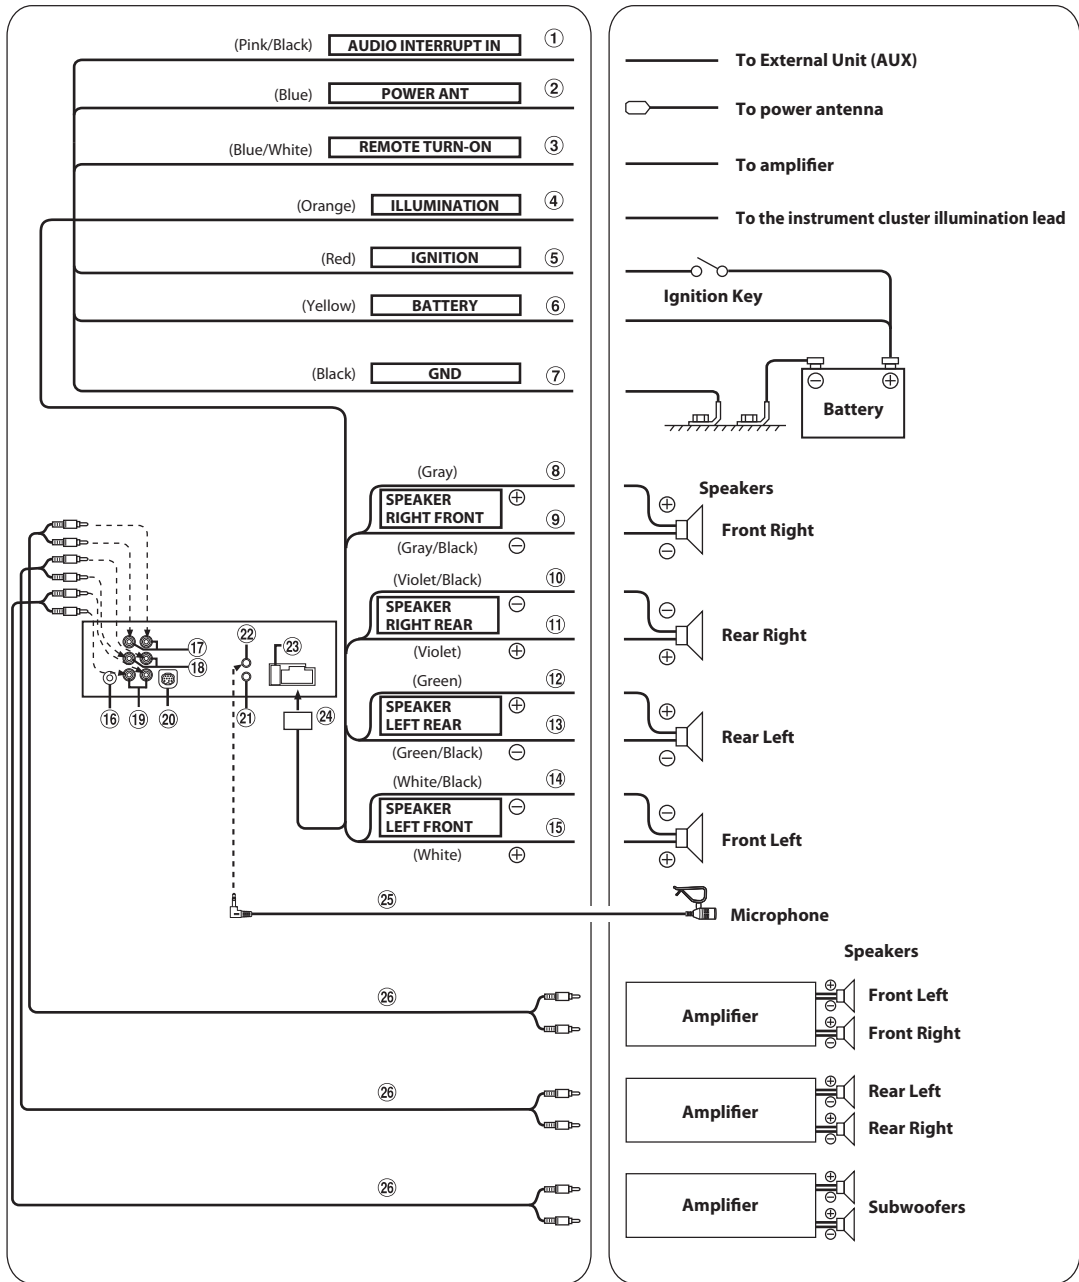 (Pink/Black) AUDIO INTERRUPT IN ① To External Unit (AUX)
(Blue) POWER ANT ② To power antenna
(Blue/White) REMOTE TURN-ON ③ To amplifier
(Orange) ILLUMINATION ④ To the instrument cluster illumination lead
(Red) IGNITION ⑤
Ignition Key
(Yellow) BATTERY ⑥
(Black) GND ⑦
⊖ ⊕
Battery
(Gray) ⑧
SPEAKER RIGHT FRONT ⊕
⑨
(Gray/Black) ⊖
Speakers
⊕ Front Right
⊖
(Violet/Black) ⑩
SPEAKER RIGHT REAR ⊖
⑪
(Violet) ⊕
⊖ Rear Right
⊕
(Green) ⑫
SPEAKER LEFT REAR ⊕
⑬
(Green/Black) ⊖
⊕ Rear Left
⊖
(White/Black) ⑭
SPEAKER LEFT FRONT ⊖
⑮
(White) ⊕
⊖ Front Left
⊕
⑰
⑱
㉒ ㉓
⑯ ⑲ ⑳ ㉑ ㉔
㉕ Microphone
Speakers
㉖ Amplifier
⊕ ⊖ Front Left
⊕ ⊖ Front Right
㉖ Amplifier
⊕ ⊖ Rear Left
⊕ ⊖ Rear Right
㉖ Amplifier
⊕ ⊖
⊕ ⊖ Subwoofers